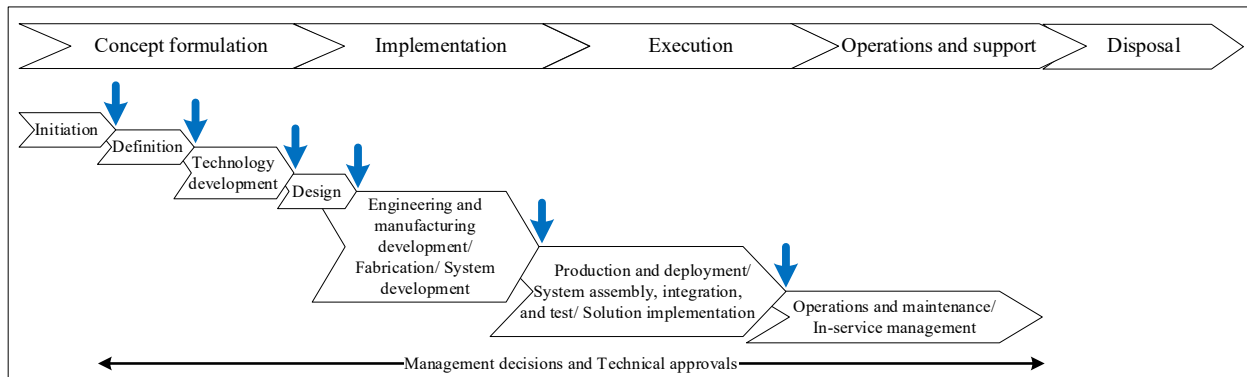 Concept formulation
Implementation
Execution
Operations and support
Disposal
Initiation
Definition
Technology
development
Design
Engineering and
manufacturing
development/
Fabrication/ System
development
Production and deployment/
System assembly, integration,
and test/ Solution implementation
Operations and maintenance/
In-service management
Management decisions and Technical approvals